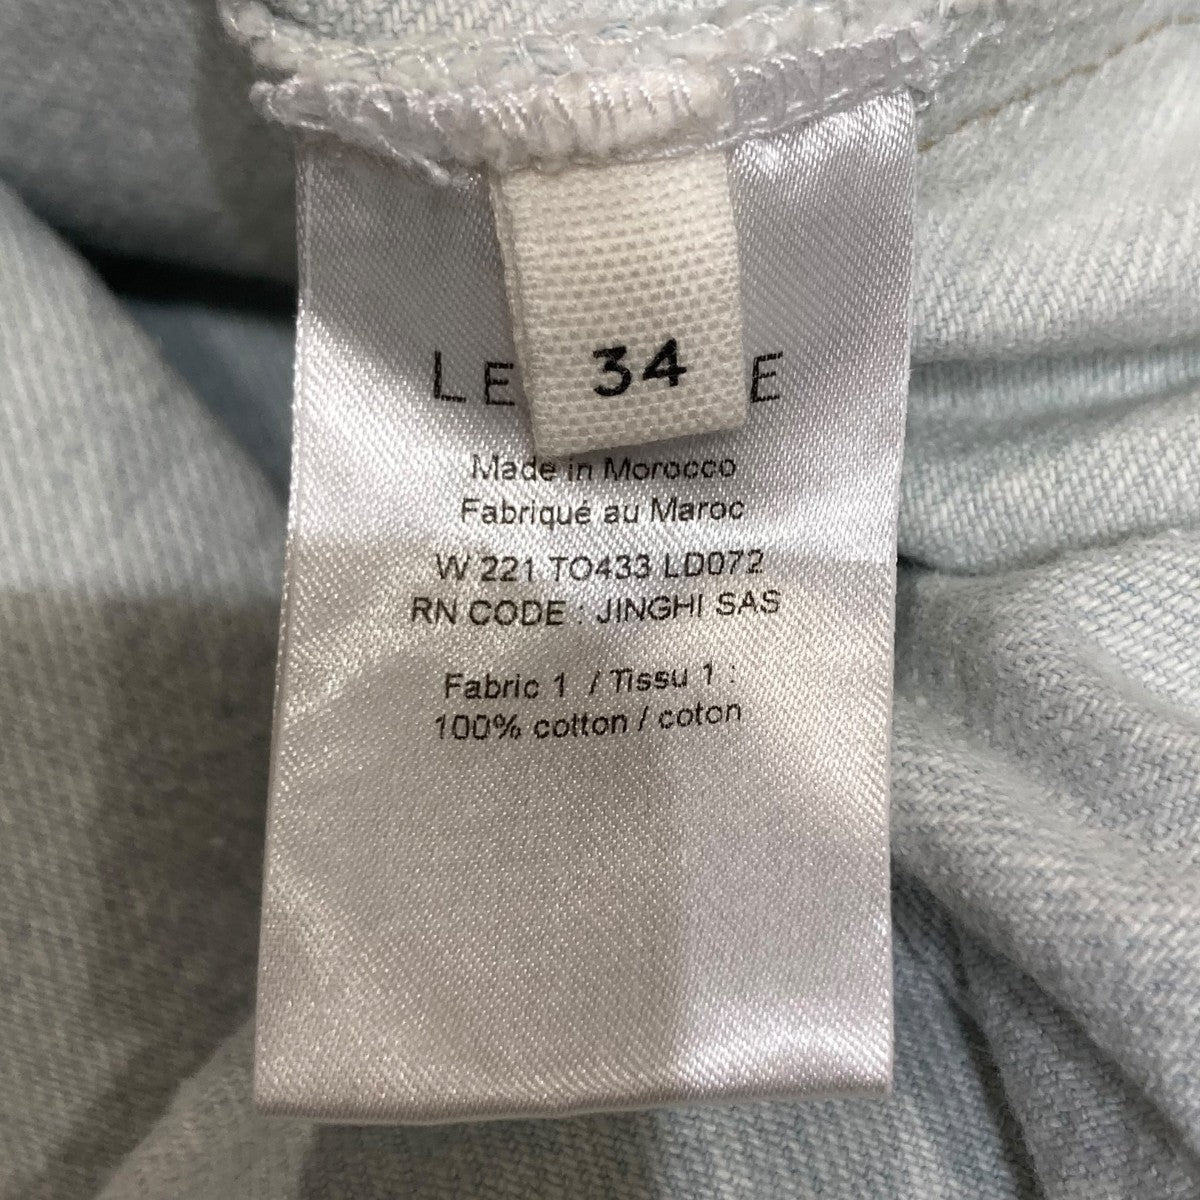 34
LE E
Made in Morocco
Fabriqué au Maroc
W 221 TO433 LD072
RN CODE : JINGHI SAS
Fabric 1 / Tissu 1 :
100% cotton / coton